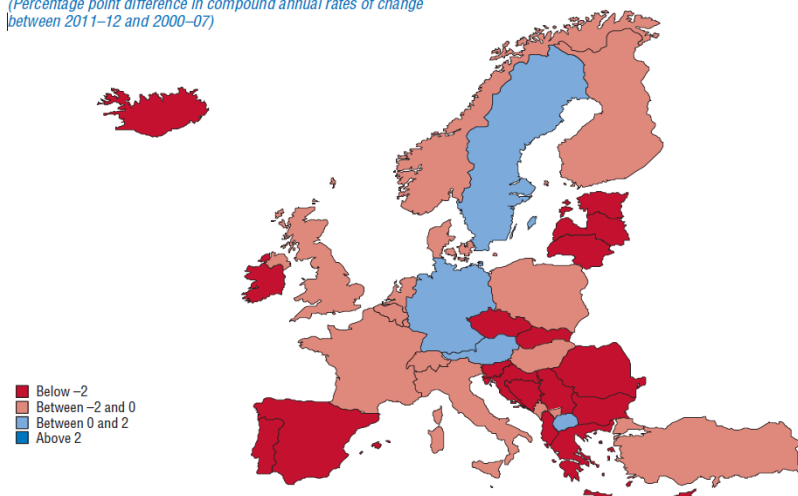 (Percentage point difference in compound annual rates of change
between 2011–12 and 2000–07)
Below –2
Between –2 and 0
Between 0 and 2
Above 2